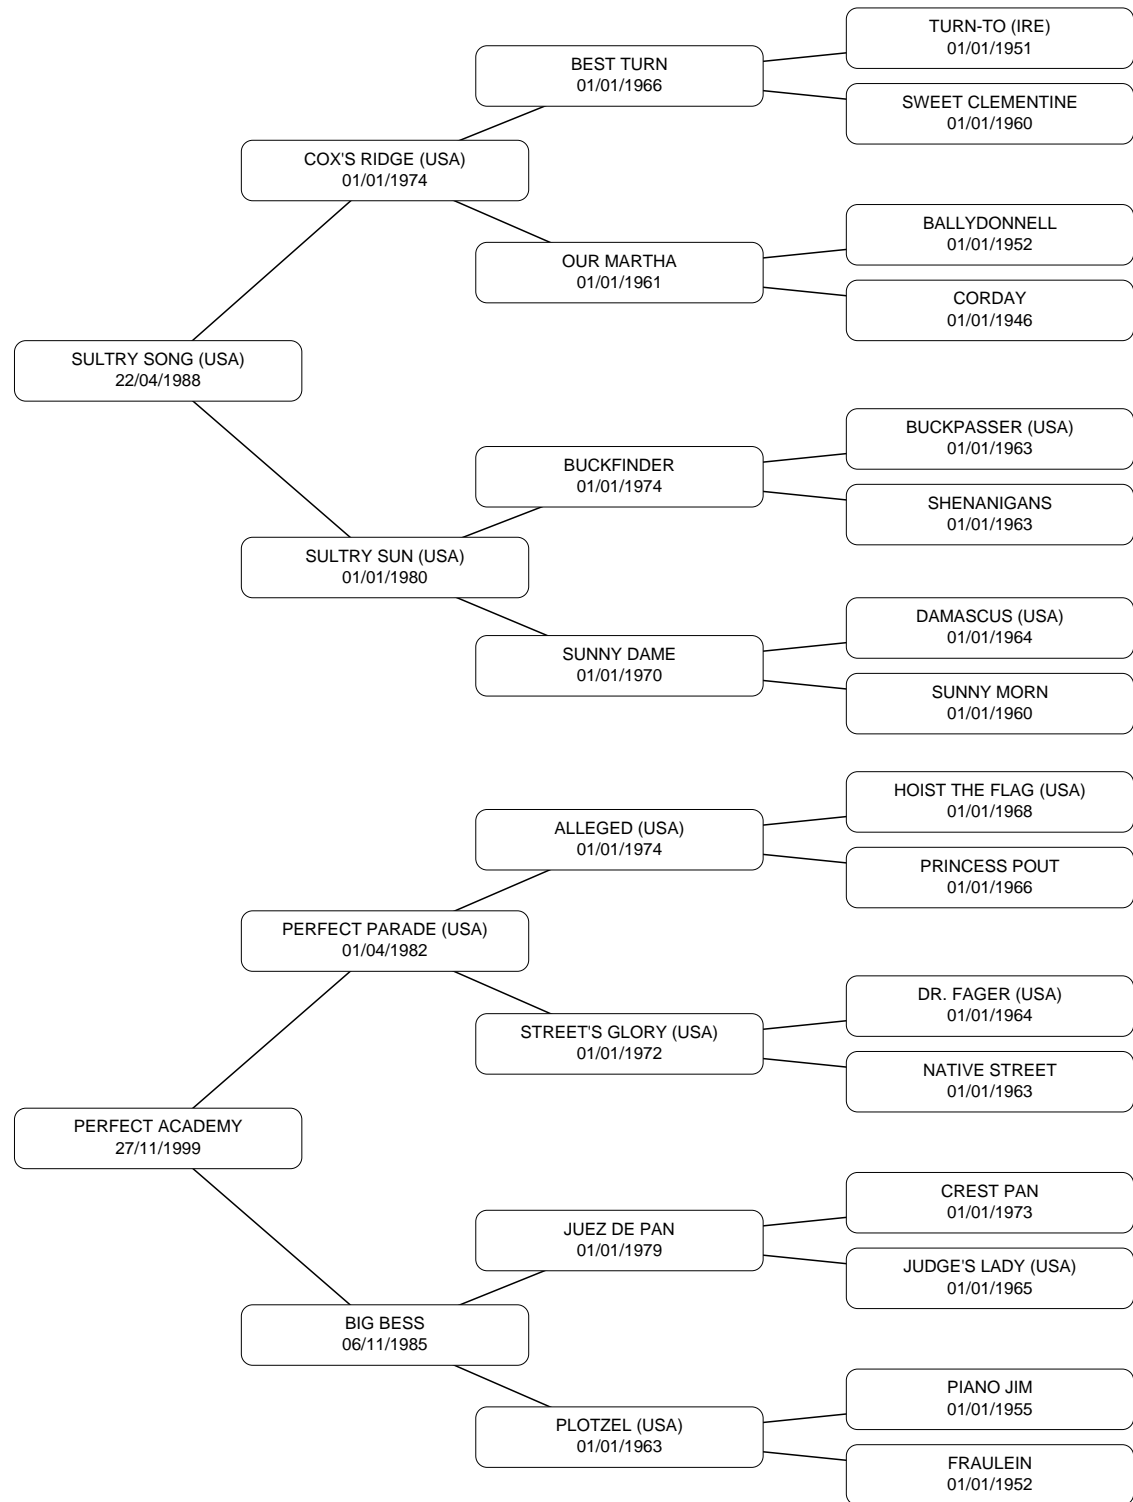 TURN-TO (IRE)
01/01/1951
BEST TURN
01/01/1966
SWEET CLEMENTINE
01/01/1960
COX'S RIDGE (USA)
01/01/1974
BALLYDONNELL
01/01/1952
OUR MARTHA
01/01/1961
CORDAY
01/01/1946
SULTRY SONG (USA)
22/04/1988
BUCKPASSER (USA)
01/01/1963
BUCKFINDER
01/01/1974
SHENANIGANS
01/01/1963
SULTRY SUN (USA)
01/01/1980
DAMASCUS (USA)
01/01/1964
SUNNY DAME
01/01/1970
SUNNY MORN
01/01/1960
HOIST THE FLAG (USA)
01/01/1968
ALLEGED (USA)
01/01/1974
PRINCESS POUT
01/01/1966
PERFECT PARADE (USA)
01/04/1982
DR. FAGER (USA)
01/01/1964
STREET'S GLORY (USA)
01/01/1972
NATIVE STREET
01/01/1963
PERFECT ACADEMY
27/11/1999
CREST PAN
01/01/1973
JUEZ DE PAN
01/01/1979
JUDGE'S LADY (USA)
01/01/1965
BIG BESS
06/11/1985
PIANO JIM
01/01/1955
PLOTZEL (USA)
01/01/1963
FRAULEIN
01/01/1952